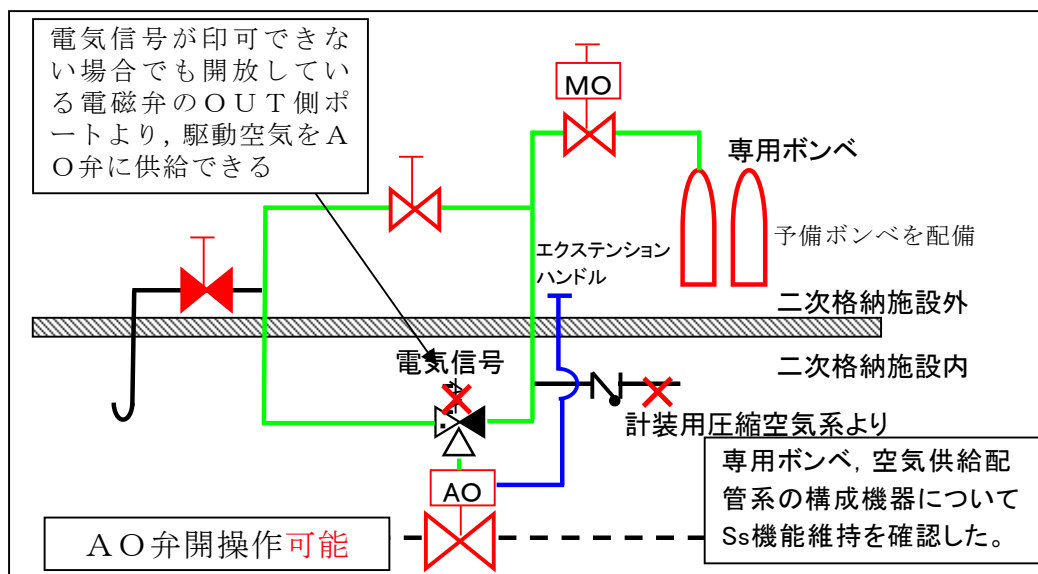 電気信号が印可できな
い場合でも開放してい
る電磁弁のＯＵＴ側ポ
ートより，駆動空気をＡ
Ｏ弁に供給できる
MO
専用ボンベ
予備ボンベを配備
エクステンション
ハンドル
二次格納施設外
二次格納施設内
電気信号
計装用圧縮空気系より
AO
専用ボンベ，空気供給配
管系の構成機器について
Ss機能維持を確認した。
ＡＯ弁開操作可能